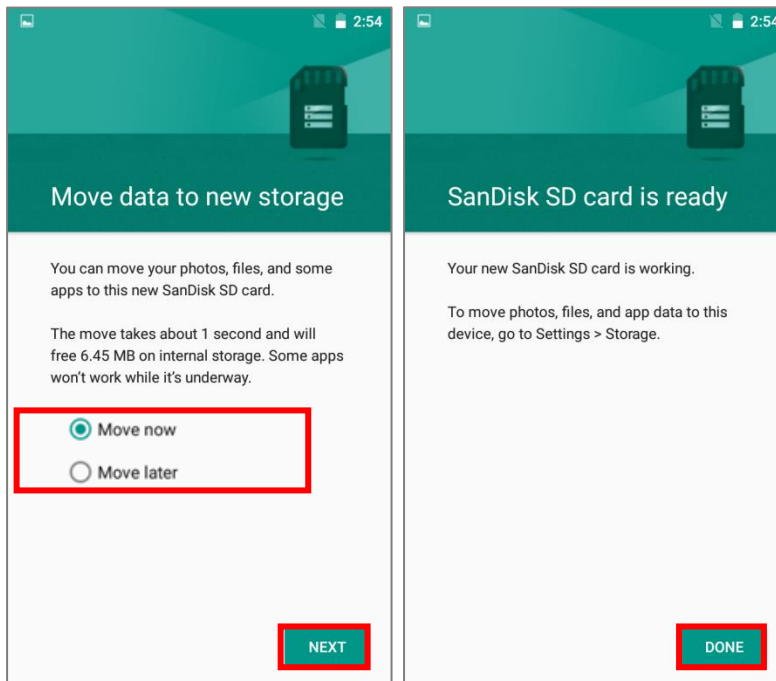 2:54
Move data to new storage
You can move your photos, files, and some
apps to this new SanDisk SD card.
The move takes about 1 second and will
free 6.45 MB on internal storage. Some apps
won't work while it's underway.
Move now
Move later
NEXT
2:54
SanDisk SD card is ready
Your new SanDisk SD card is working.
To move photos, files, and app data to this
device, go to Settings > Storage.
DONE